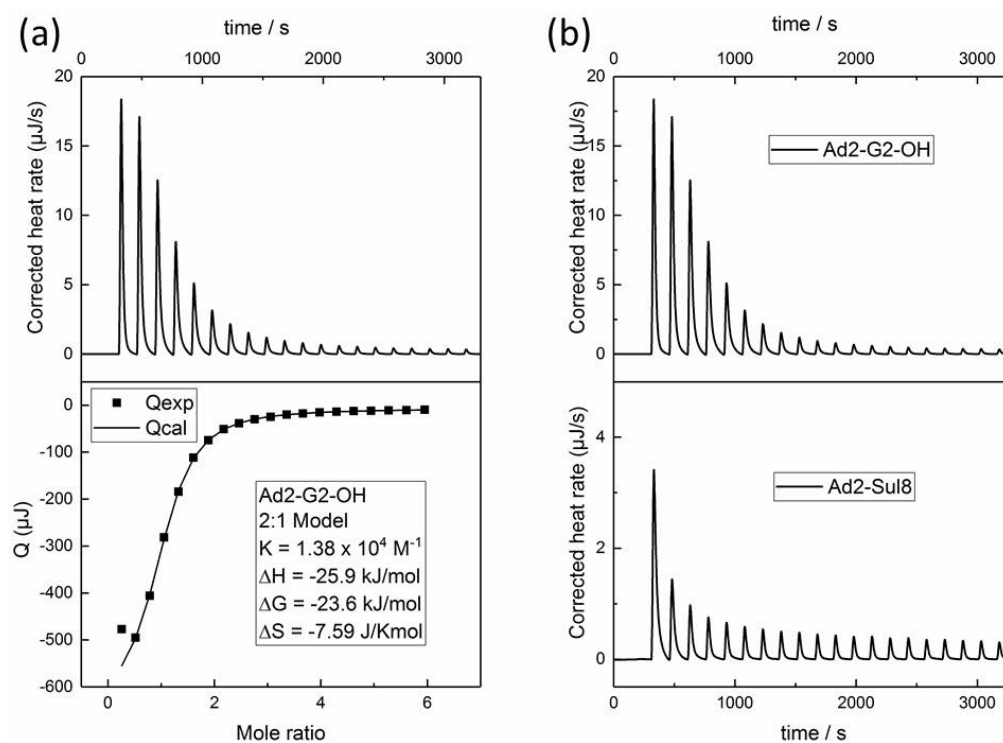 (a)
time / s
0 1000 2000 3000
Corrected heat rate (µJ/s)
20
15
10
5
0
Qexp
Qcal
Q (µJ)
0
-100
-200
-300
-400
-500
-600
Ad2-G2-OH
2:1 Model
K = 1.38 x 10⁴ M⁻¹
ΔH = -25.9 kJ/mol
ΔG = -23.6 kJ/mol
ΔS = -7.59 J/Kmol
0 2 4 6
Mole ratio
(b)
time / s
0 1000 2000 3000
Corrected heat rate (µJ/s)
20
15
10
5
0
Ad2-G2-OH
Corrected heat rate (µJ/s)
4
2
0
Ad2-Sul8
0 1000 2000 3000
time / s